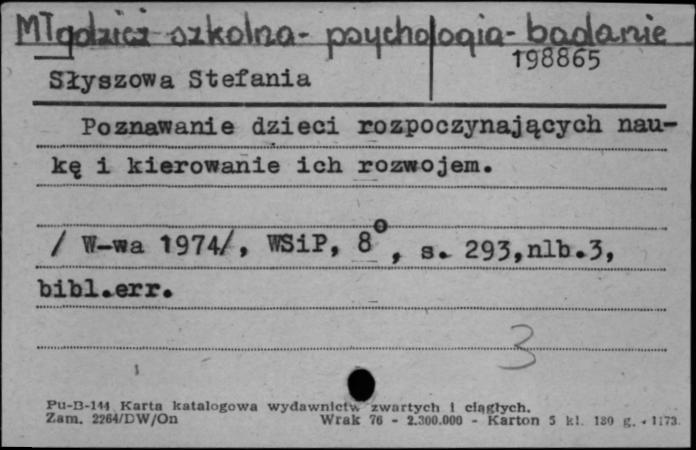 Młodzież szkolna - psychologia - badanie
198865
Słyszowa Stefania
Poznawanie dzieci rozpoczynających nau-
kę i kierowanie ich rozwojem.
/ W-wa 1974/, WSiP, 8°, s. 293,nlb.3,
bibl.err.
3
Pu-B-144 Karta katalogowa wydawnictw zwartych i ciągłych.
Zam. 2264/DW/On Wrak 76 - 2.300.000 - Karton 5 kl. 180 g. - 1173